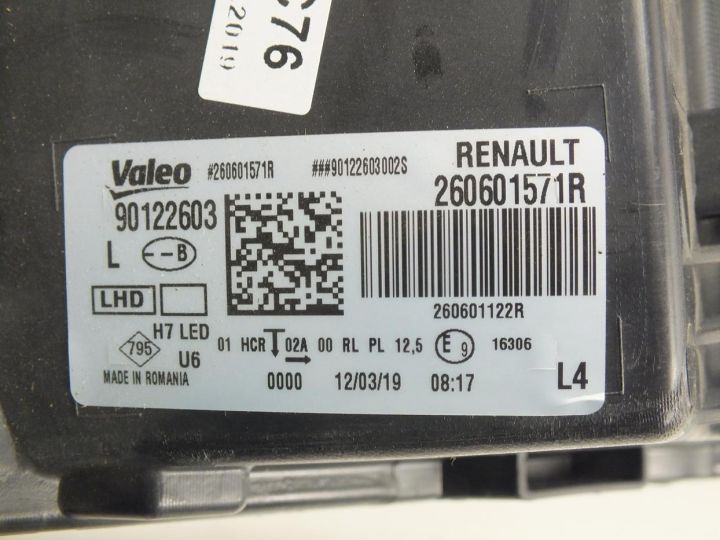 C76
2019
Valeo #260601571R ###90122603002S RENAULT
90122603 260601571R
L --B
260601122R
LHD
H7 LED
795 U6
01 HCR 02A 00 RL PL 12,5 E9 16306
MADE IN ROMANIA 0000 12/03/19 08:17 L4